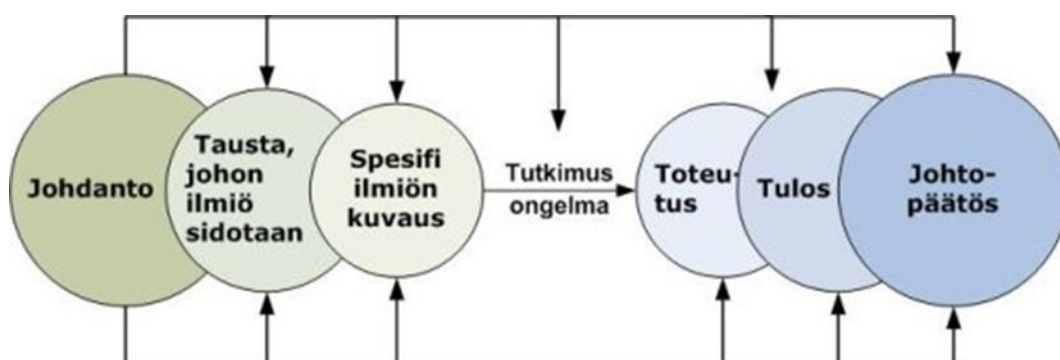 Johdanto
Tausta,
johon
ilmiö
sidotaan
Spesifi
ilmiön
kuvaus
Tutkimus
ongelma
Toteu-
tus
Tulos
Johto-
päätös